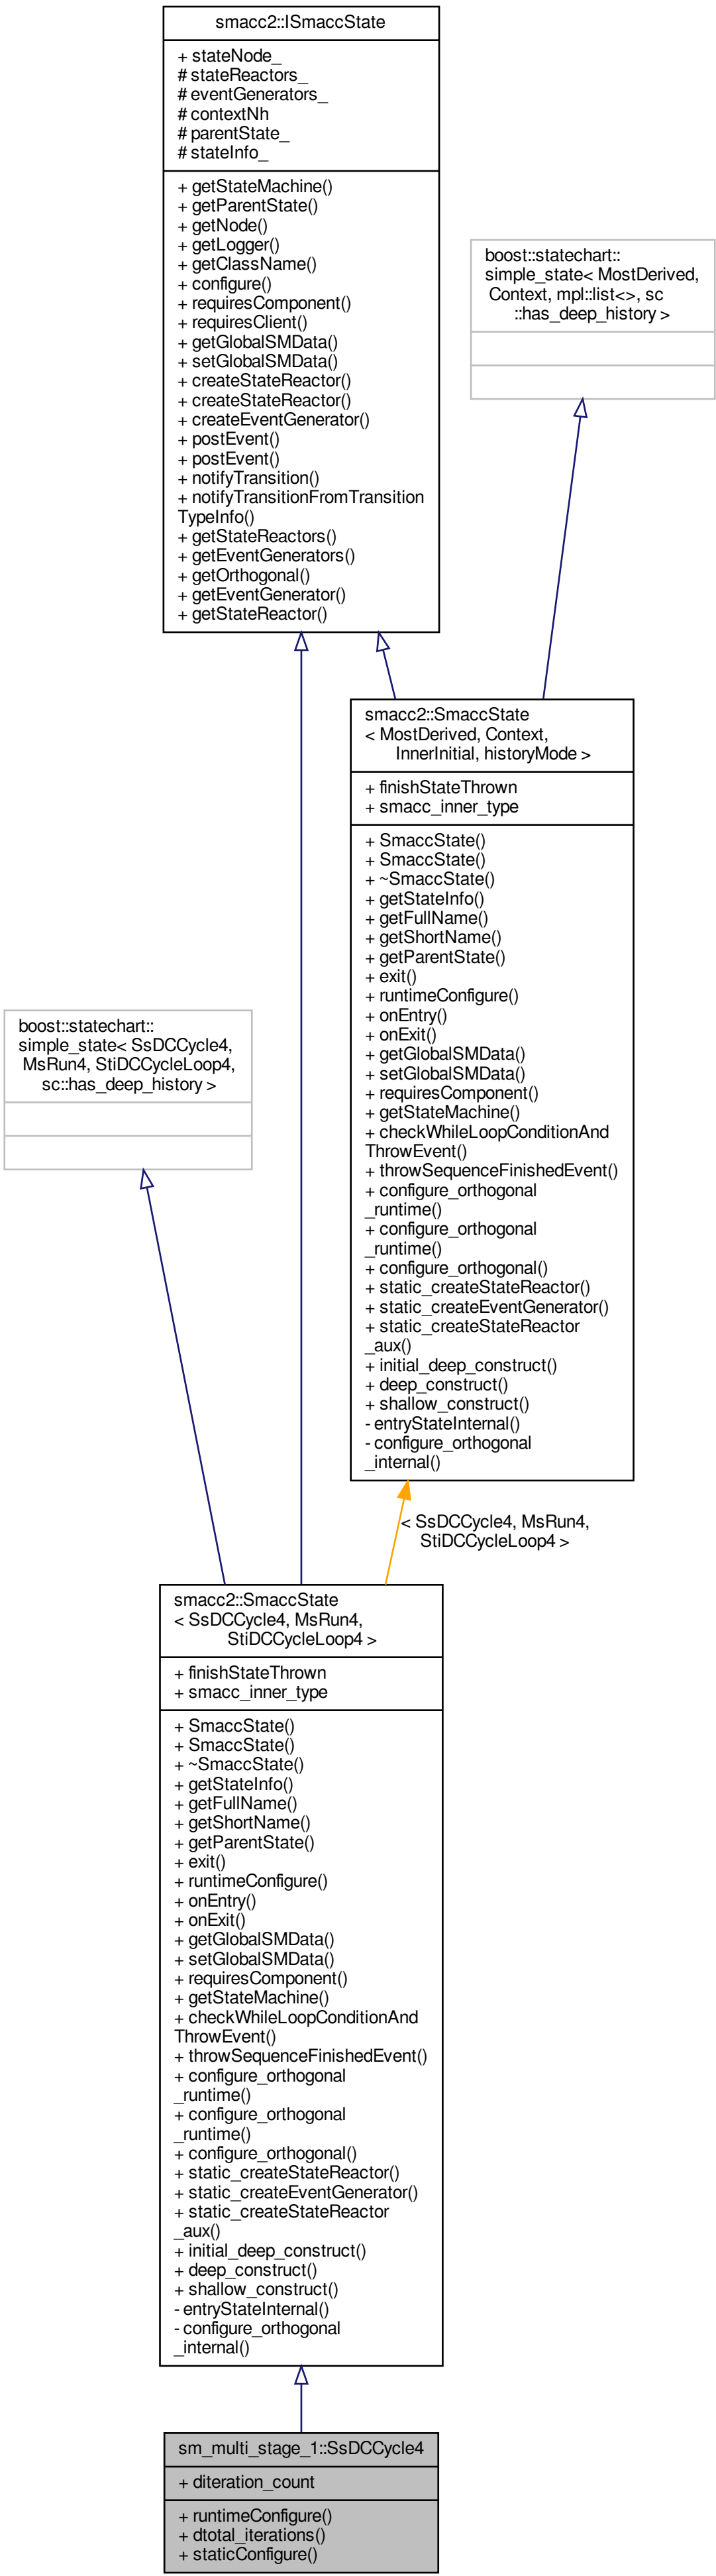 smacc2::ISmaccState
+ stateNode_
# stateReactors_
# eventGenerators_
# contextNh
# parentState_
# stateInfo_
+ getStateMachine()
+ getParentState()
+ getNode()
+ getLogger()
+ getClassName()
+ configure()
+ requiresComponent()
+ requiresClient()
+ getGlobalSMData()
+ setGlobalSMData()
+ createStateReactor()
+ createStateReactor()
+ createEventGenerator()
+ postEvent()
+ postEvent()
+ notifyTransition()
+ notifyTransitionFromTransition
TypeInfo()
+ getStateReactors()
+ getEventGenerators()
+ getOrthogonal()
+ getEventGenerator()
+ getStateReactor()
boost::statechart::
simple_state< MostDerived,
Context, mpl::list<>, sc
::has_deep_history >
smacc2::SmaccState
< MostDerived, Context,
InnerInitial, historyMode >
+ finishStateThrown
+ smacc_inner_type
+ SmaccState()
+ SmaccState()
+ ~SmaccState()
+ getStateInfo()
+ getFullName()
+ getShortName()
+ getParentState()
+ exit()
+ runtimeConfigure()
+ onEntry()
+ onExit()
+ getGlobalSMData()
+ setGlobalSMData()
+ requiresComponent()
+ getStateMachine()
+ checkWhileLoopConditionAnd
ThrowEvent()
+ throwSequenceFinishedEvent()
+ configure_orthogonal
_runtime()
+ configure_orthogonal
_runtime()
+ configure_orthogonal()
+ static_createStateReactor()
+ static_createEventGenerator()
+ static_createStateReactor
_aux()
+ initial_deep_construct()
+ deep_construct()
+ shallow_construct()
- entryStateInternal()
- configure_orthogonal
_internal()
boost::statechart::
simple_state< SsDCCycle4,
MsRun4, StiDCCycleLoop4,
sc::has_deep_history >
< SsDCCycle4, MsRun4,
StiDCCycleLoop4 >
smacc2::SmaccState
< SsDCCycle4, MsRun4,
StiDCCycleLoop4 >
+ finishStateThrown
+ smacc_inner_type
+ SmaccState()
+ SmaccState()
+ ~SmaccState()
+ getStateInfo()
+ getFullName()
+ getShortName()
+ getParentState()
+ exit()
+ runtimeConfigure()
+ onEntry()
+ onExit()
+ getGlobalSMData()
+ setGlobalSMData()
+ requiresComponent()
+ getStateMachine()
+ checkWhileLoopConditionAnd
ThrowEvent()
+ throwSequenceFinishedEvent()
+ configure_orthogonal
_runtime()
+ configure_orthogonal
_runtime()
+ configure_orthogonal()
+ static_createStateReactor()
+ static_createEventGenerator()
+ static_createStateReactor
_aux()
+ initial_deep_construct()
+ deep_construct()
+ shallow_construct()
- entryStateInternal()
- configure_orthogonal
_internal()
sm_multi_stage_1::SsDCCycle4
+ diteration_count
+ runtimeConfigure()
+ dtotal_iterations()
+ staticConfigure()